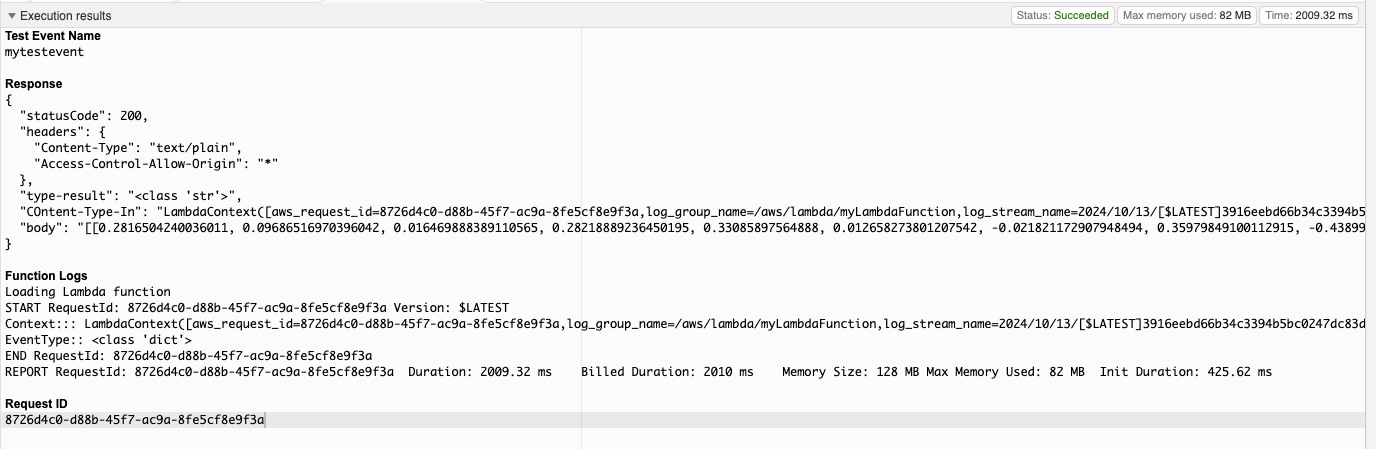 ▼ Execution results
Status: Succeeded
Max memory used: 82 MB
Time: 2009.32 ms
Test Event Name
mytestevent
Response
{
  "statusCode": 200,
  "headers": {
    "Content-Type": "text/plain",
    "Access-Control-Allow-Origin": "*"
  },
  "type-result": "<class 'str'>",
  "COntent-Type-In": "LambdaContext([aws_request_id=8726d4c0-d88b-45f7-ac9a-8fe5cf8e9f3a,log_group_name=/aws/lambda/myLambdaFunction,log_stream_name=2024/10/13/[$LATEST]3916eebd66b34c3394b5
  "body": "[[0.2816504240036011, 0.09686516970396042, 0.016469888389110565, 0.28218889236450195, 0.33085897564888, 0.012658273801207542, -0.021821172907948494, 0.35979849100112915, -0.43899
}
Function Logs
Loading Lambda function
START RequestId: 8726d4c0-d88b-45f7-ac9a-8fe5cf8e9f3a Version: $LATEST
Context::: LambdaContext([aws_request_id=8726d4c0-d88b-45f7-ac9a-8fe5cf8e9f3a,log_group_name=/aws/lambda/myLambdaFunction,log_stream_name=2024/10/13/[$LATEST]3916eebd66b34c3394b5bc0247dc83d
EventType:: <class 'dict'>
END RequestId: 8726d4c0-d88b-45f7-ac9a-8fe5cf8e9f3a
REPORT RequestId: 8726d4c0-d88b-45f7-ac9a-8fe5cf8e9f3a  Duration: 2009.32 ms    Billed Duration: 2010 ms    Memory Size: 128 MB Max Memory Used: 82 MB  Init Duration: 425.62 ms
Request ID
8726d4c0-d88b-45f7-ac9a-8fe5cf8e9f3a